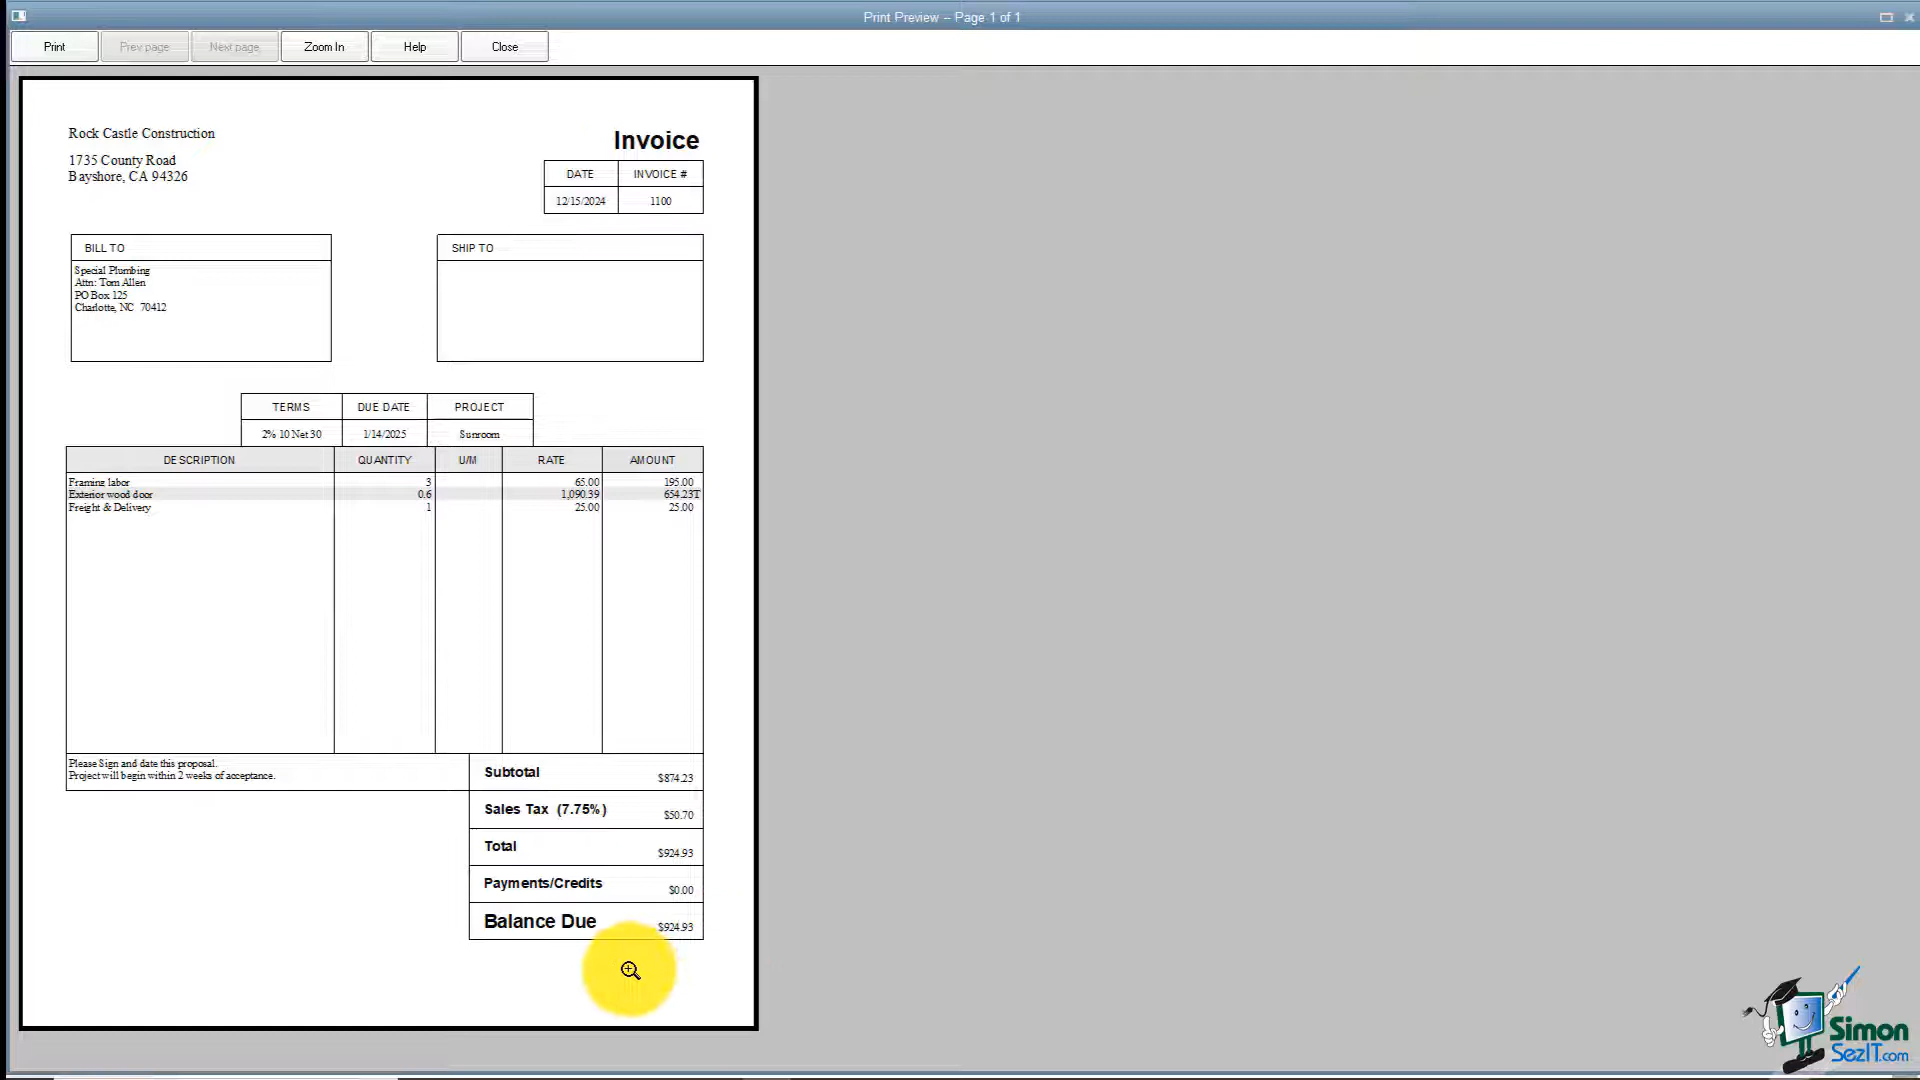 Print Preview – Page 1 of 1
Print Prev page Next page Zoom In Help Close
Rock Castle Construction
1735 County Road
Bayshore, CA 94326
Invoice
DATE INVOICE #
12/15/2024 1100
BILL TO
Special Plumbing
Attn: Tom Allen
PO Box 125
Charlotte, NC 70412
SHIP TO
TERMS DUE DATE PROJECT
2% 10 Net 30 1/14/2025 Sunroom
DESCRIPTION QUANTITY U/M RATE AMOUNT
Framing labor 3 65.00 195.00
Exterior wood door 0.6 1,090.39 654.23T
Freight & Delivery 1 25.00 25.00
Please Sign and date this proposal.
Project will begin within 2 weeks of acceptance.
Subtotal $874.23
Sales Tax (7.75%) $50.70
Total $924.93
Payments/Credits $0.00
Balance Due $924.93
Simon
SezIT.com